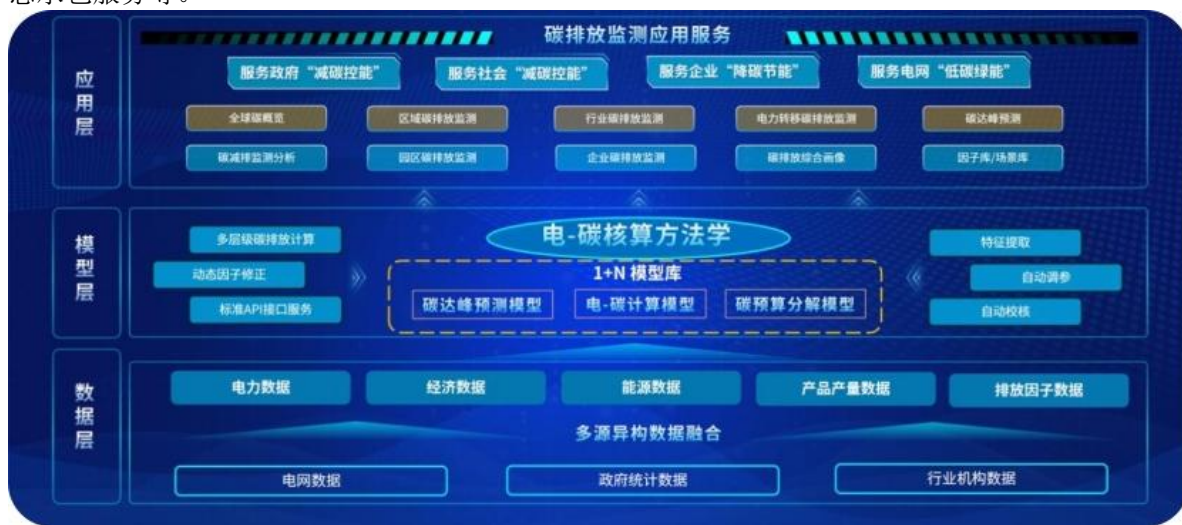 碳排放监测应用服务
应用层
服务政府“减碳控能”
服务社会“减碳控能”
服务企业“降碳节能”
服务电网“低碳绿能”
全球碳概览
区域碳排放监测
行业碳排放监测
电力转移碳排放监测
碳达峰预测
碳减排监测分析
园区碳排放监测
企业碳排放监测
碳排放综合画像
因子库/场景库
模型层
电-碳核算方法学
多层级碳排放计算
动态因子修正
标准API接口服务
1+N 模型库
碳达峰预测模型
电-碳计算模型
碳预算分解模型
特征提取
自动调参
自动校核
数据层
电力数据
经济数据
能源数据
产品产量数据
排放因子数据
多源异构数据融合
电网数据
政府统计数据
行业机构数据